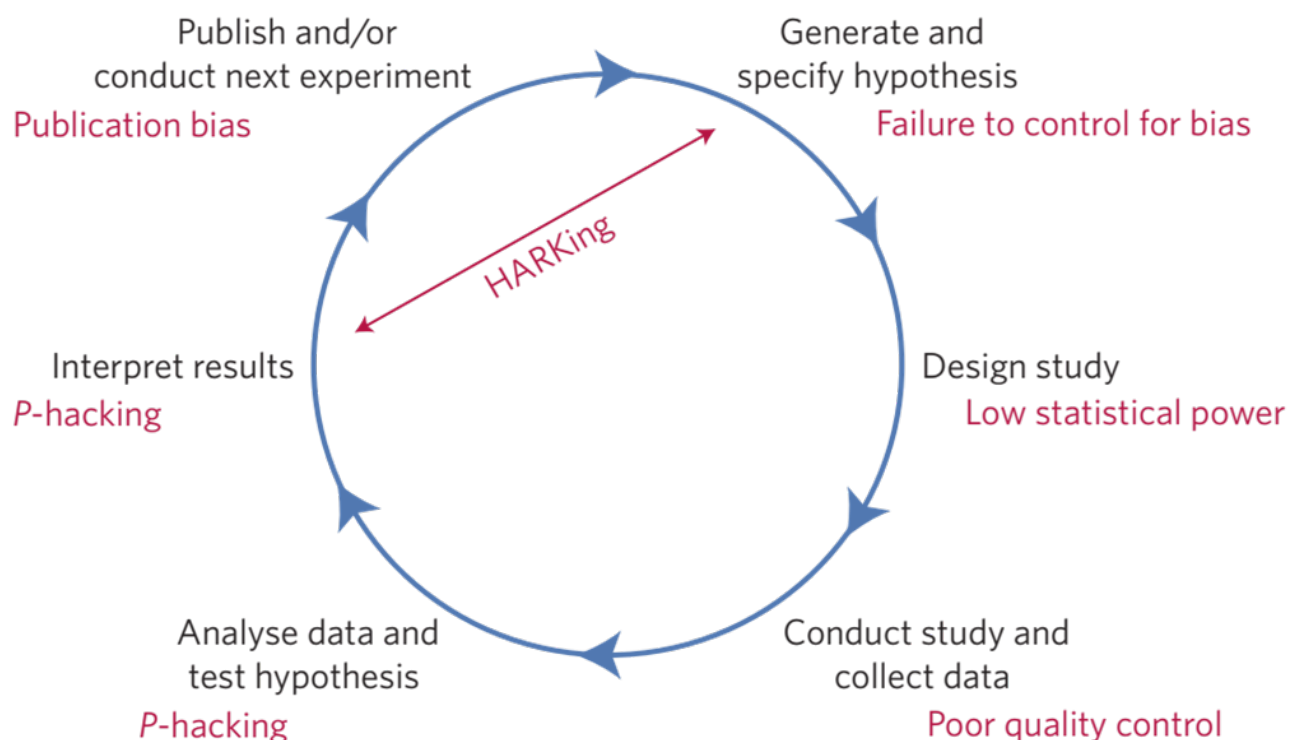 Publish and/or
conduct next experiment
Publication bias
Generate and
specify hypothesis
Failure to control for bias
HARKing
Interpret results
P-hacking
Design study
Low statistical power
Analyse data and
test hypothesis
P-hacking
Conduct study and
collect data
Poor quality control